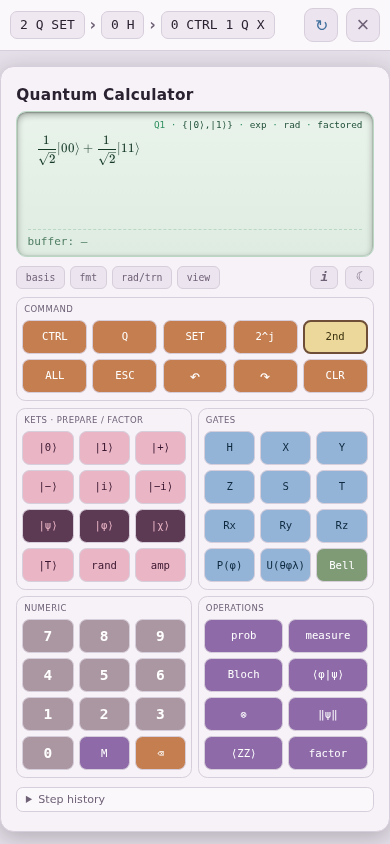 2 Q SET › 0 H › 0 CTRL 1 Q X ↻ ✕
Quantum Calculator
Q1 · {|0⟩,|1⟩} · exp · rad · factored
1/√2|00⟩ + 1/√2|11⟩
buffer: —
basis fmt rad/trn view i ☾
COMMAND
CTRL Q SET 2^j 2nd
ALL ESC ↶ ↷ CLR
KETS · PREPARE / FACTOR
|0⟩ |1⟩ |+⟩
|−⟩ |i⟩ |−i⟩
|ψ⟩ |φ⟩ |χ⟩
|T⟩ rand amp
GATES
H X Y
Z S T
Rx Ry Rz
P(φ) U(θφλ) Bell
NUMERIC
7 8 9
4 5 6
1 2 3
0 M ⌫
OPERATIONS
prob measure
Bloch ⟨φ|ψ⟩
⊗ ‖ψ‖
⟨ZZ⟩ factor
▶ Step history